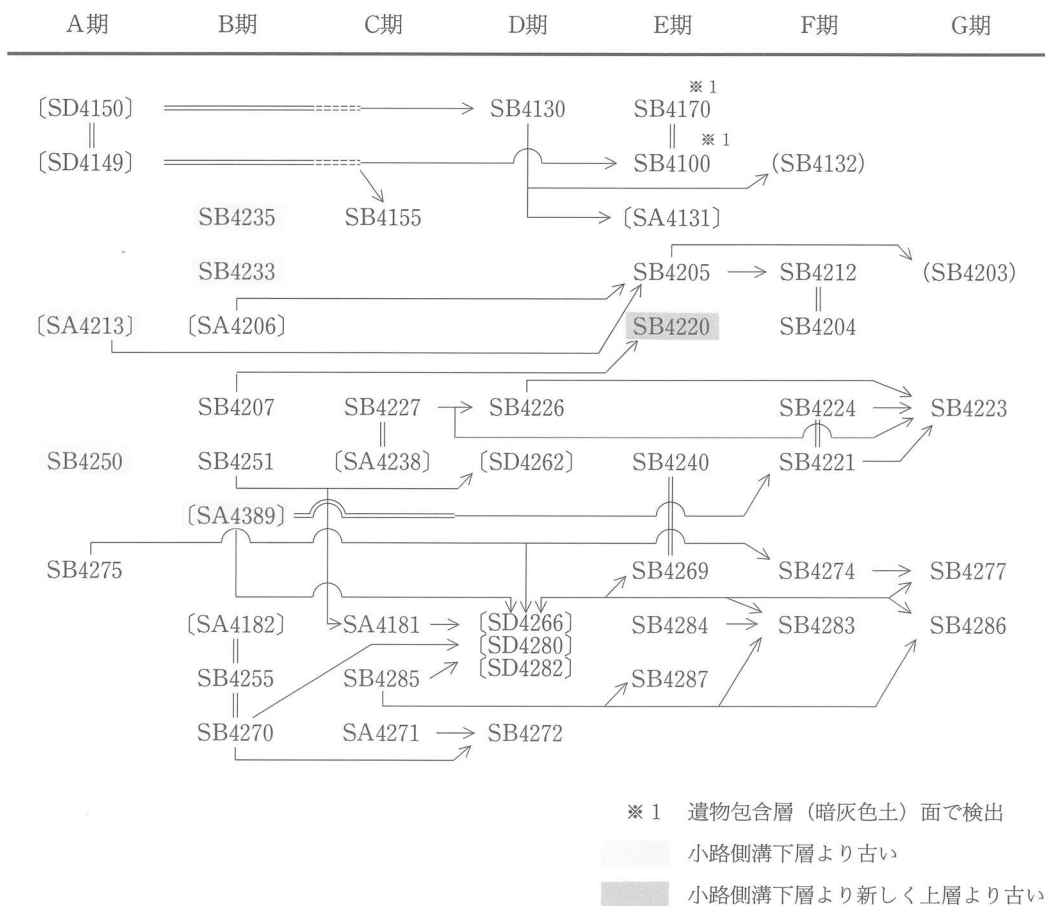 A期 B期 C期 D期 E期 F期 G期
※1
〔SD4150〕 SB4130 SB4170
※1
〔SD4149〕 SB4100 (SB4132)
SB4235 SB4155 〔SA4131〕
SB4233 SB4205 SB4212 (SB4203)
〔SA4213〕 〔SA4206〕 SB4220 SB4204
SB4207 SB4227 SB4226 SB4224 SB4223
SB4250 SB4251 〔SA4238〕 〔SD4262〕 SB4240 SB4221
〔SA4389〕
SB4275 SB4269 SB4274 SB4277
〔SA4182〕 SA4181 〔SD4266〕 SB4284 SB4283 SB4286
〔SD4280〕
SB4255 SB4285 〔SD4282〕 SB4287
SB4270 SA4271 SB4272
※1 遺物包含層（暗灰色土）面で検出
小路側溝下層より古い
小路側溝下層より新しく上層より古い